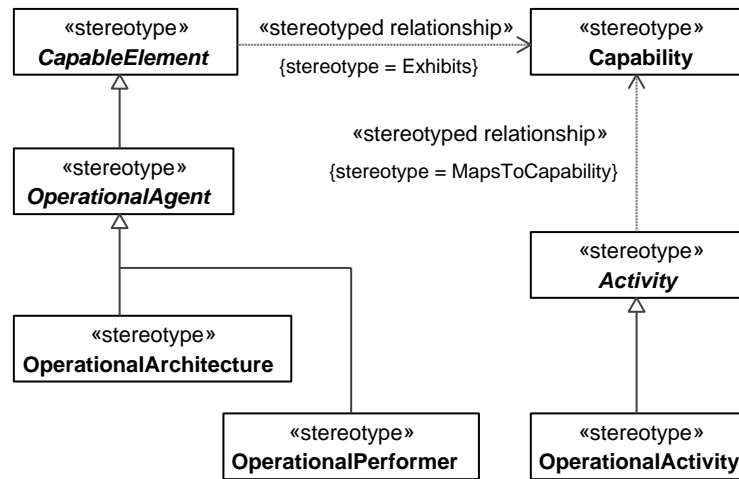 «stereotype»
CapableElement
«stereotyped relationship»
{stereotype = Exhibits}
«stereotype»
Capability
«stereotyped relationship»
{stereotype = MapsToCapability}
«stereotype»
OperationalAgent
«stereotype»
Activity
«stereotype»
OperationalArchitecture
«stereotype»
OperationalPerformer
«stereotype»
OperationalActivity